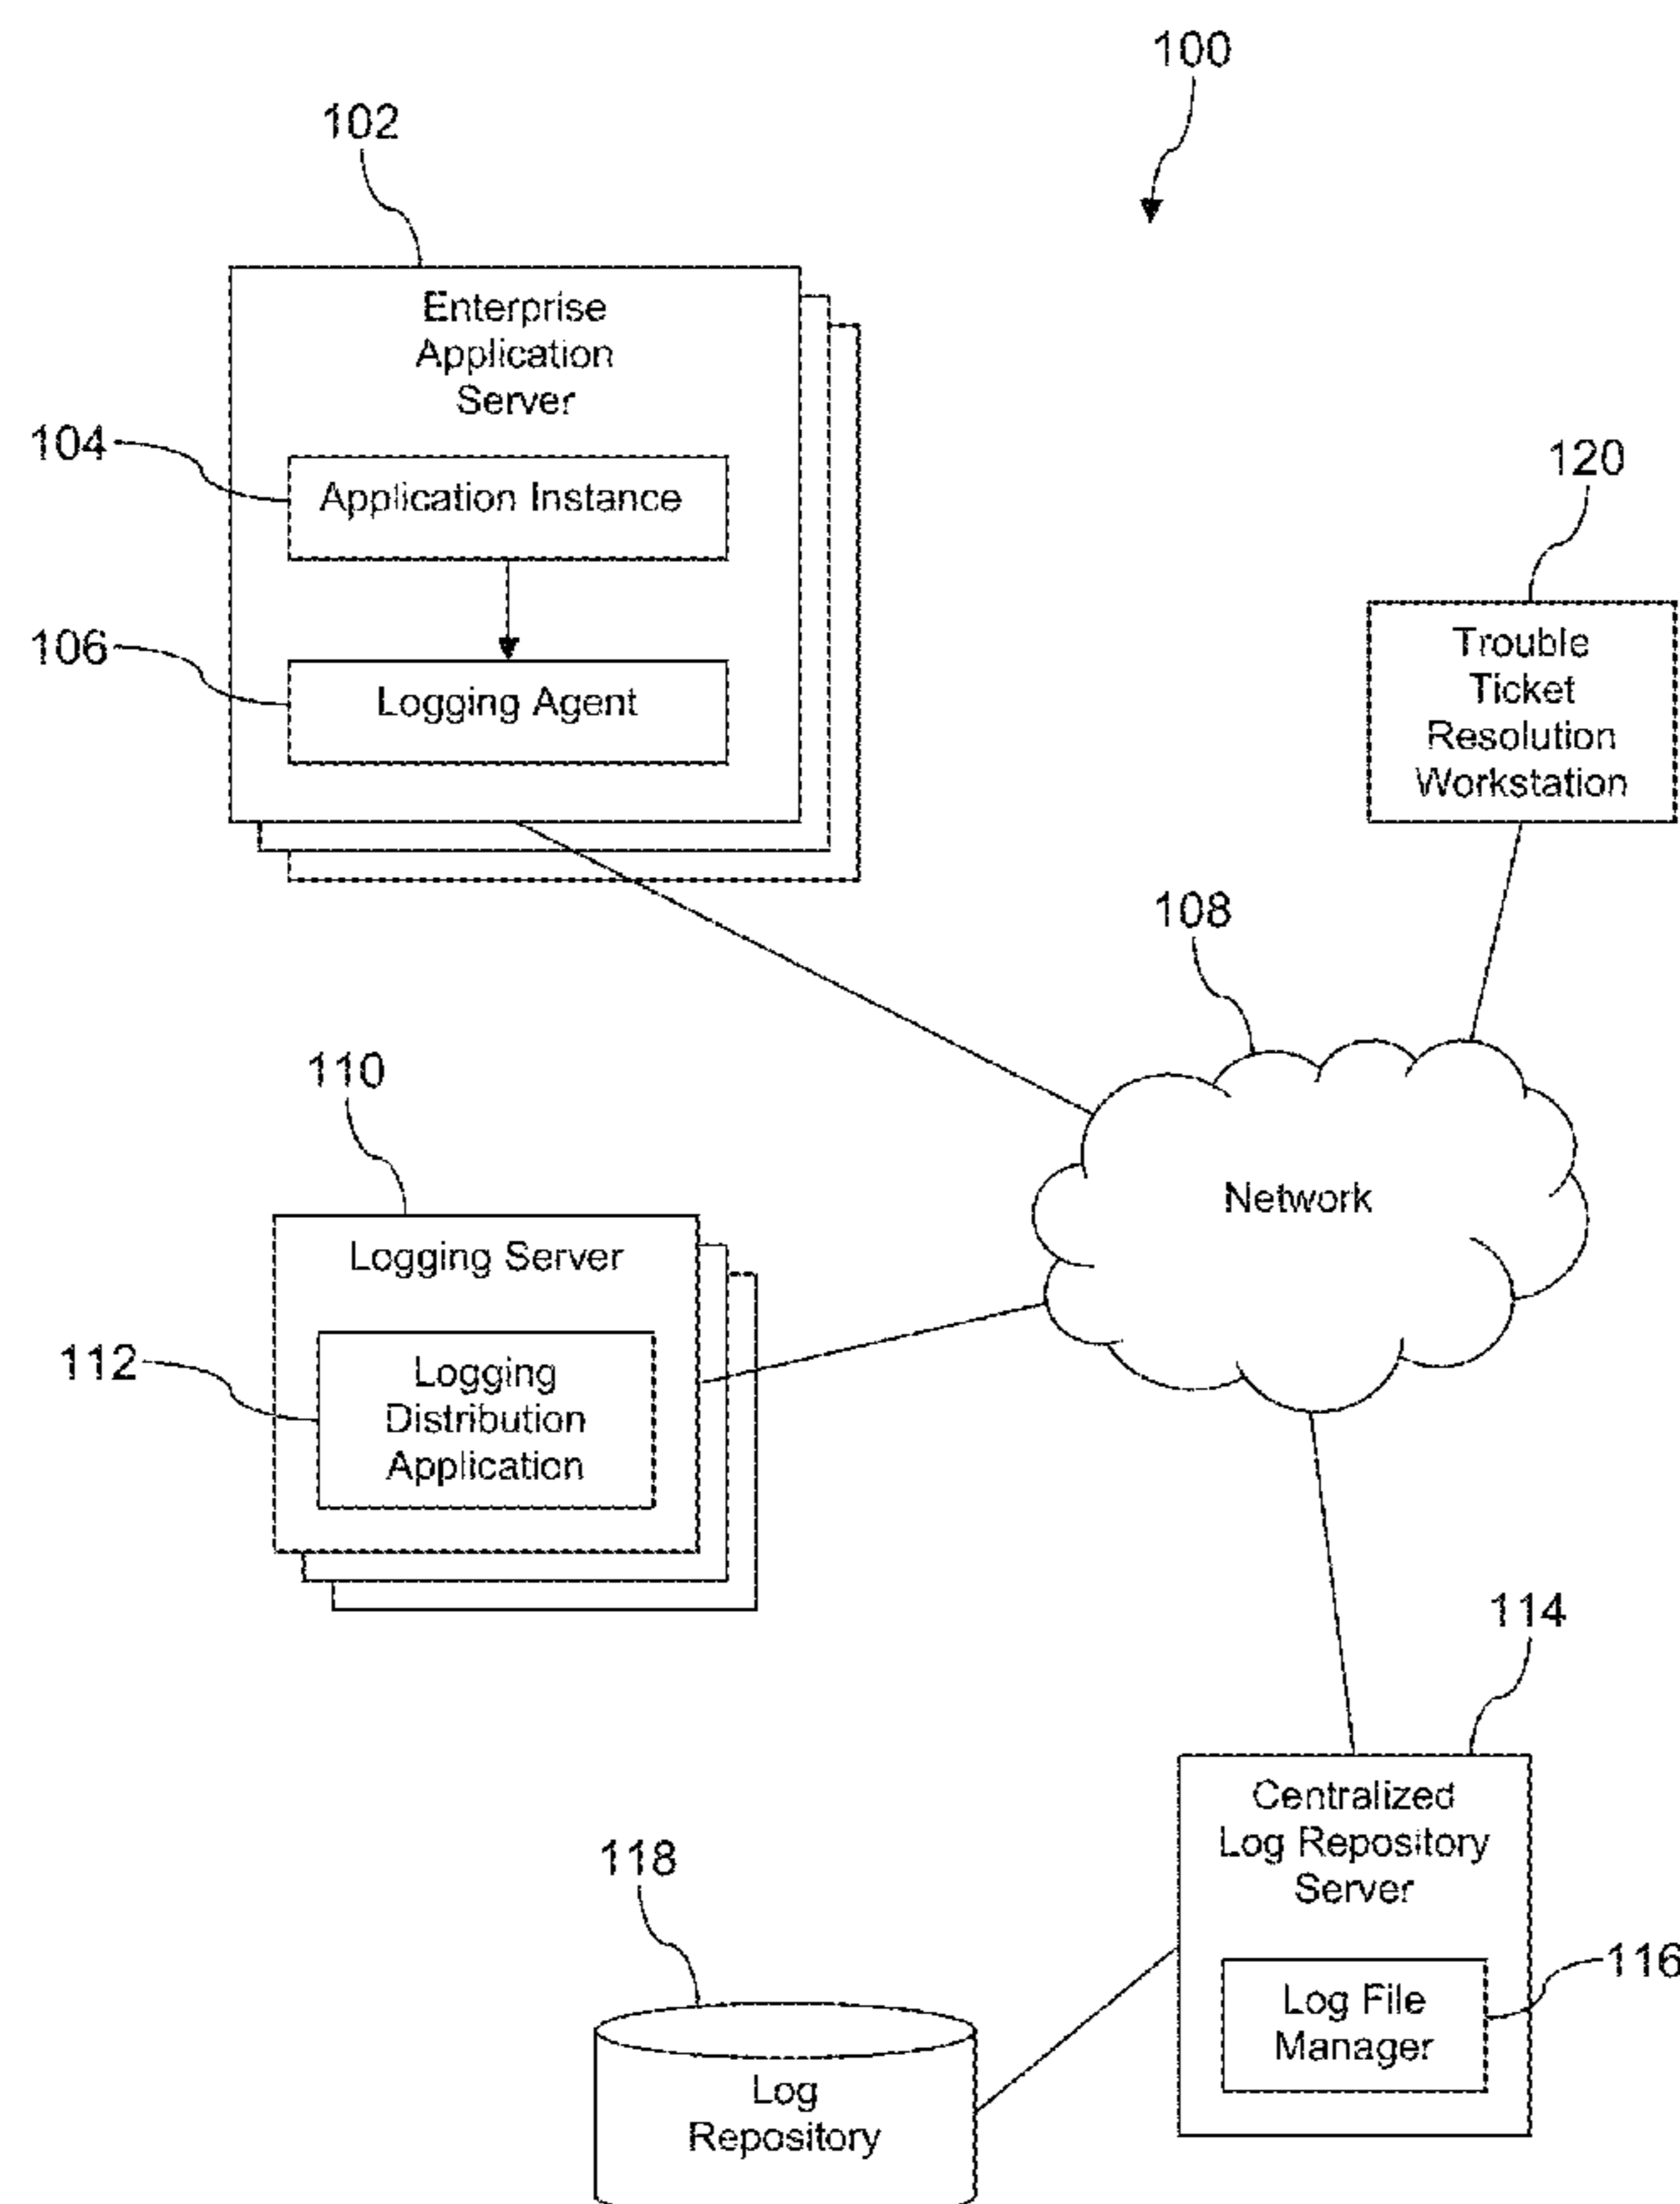 100
102
Enterprise
Application
Server
104
Application Instance
120
106
Logging Agent
Trouble
Ticket
Resolution
Workstation
108
110
Network
Logging Server
112
Logging
Distribution
Application
114
Centralized
Log Repository
Server
118
116
Log File
Manager
Log
Repository